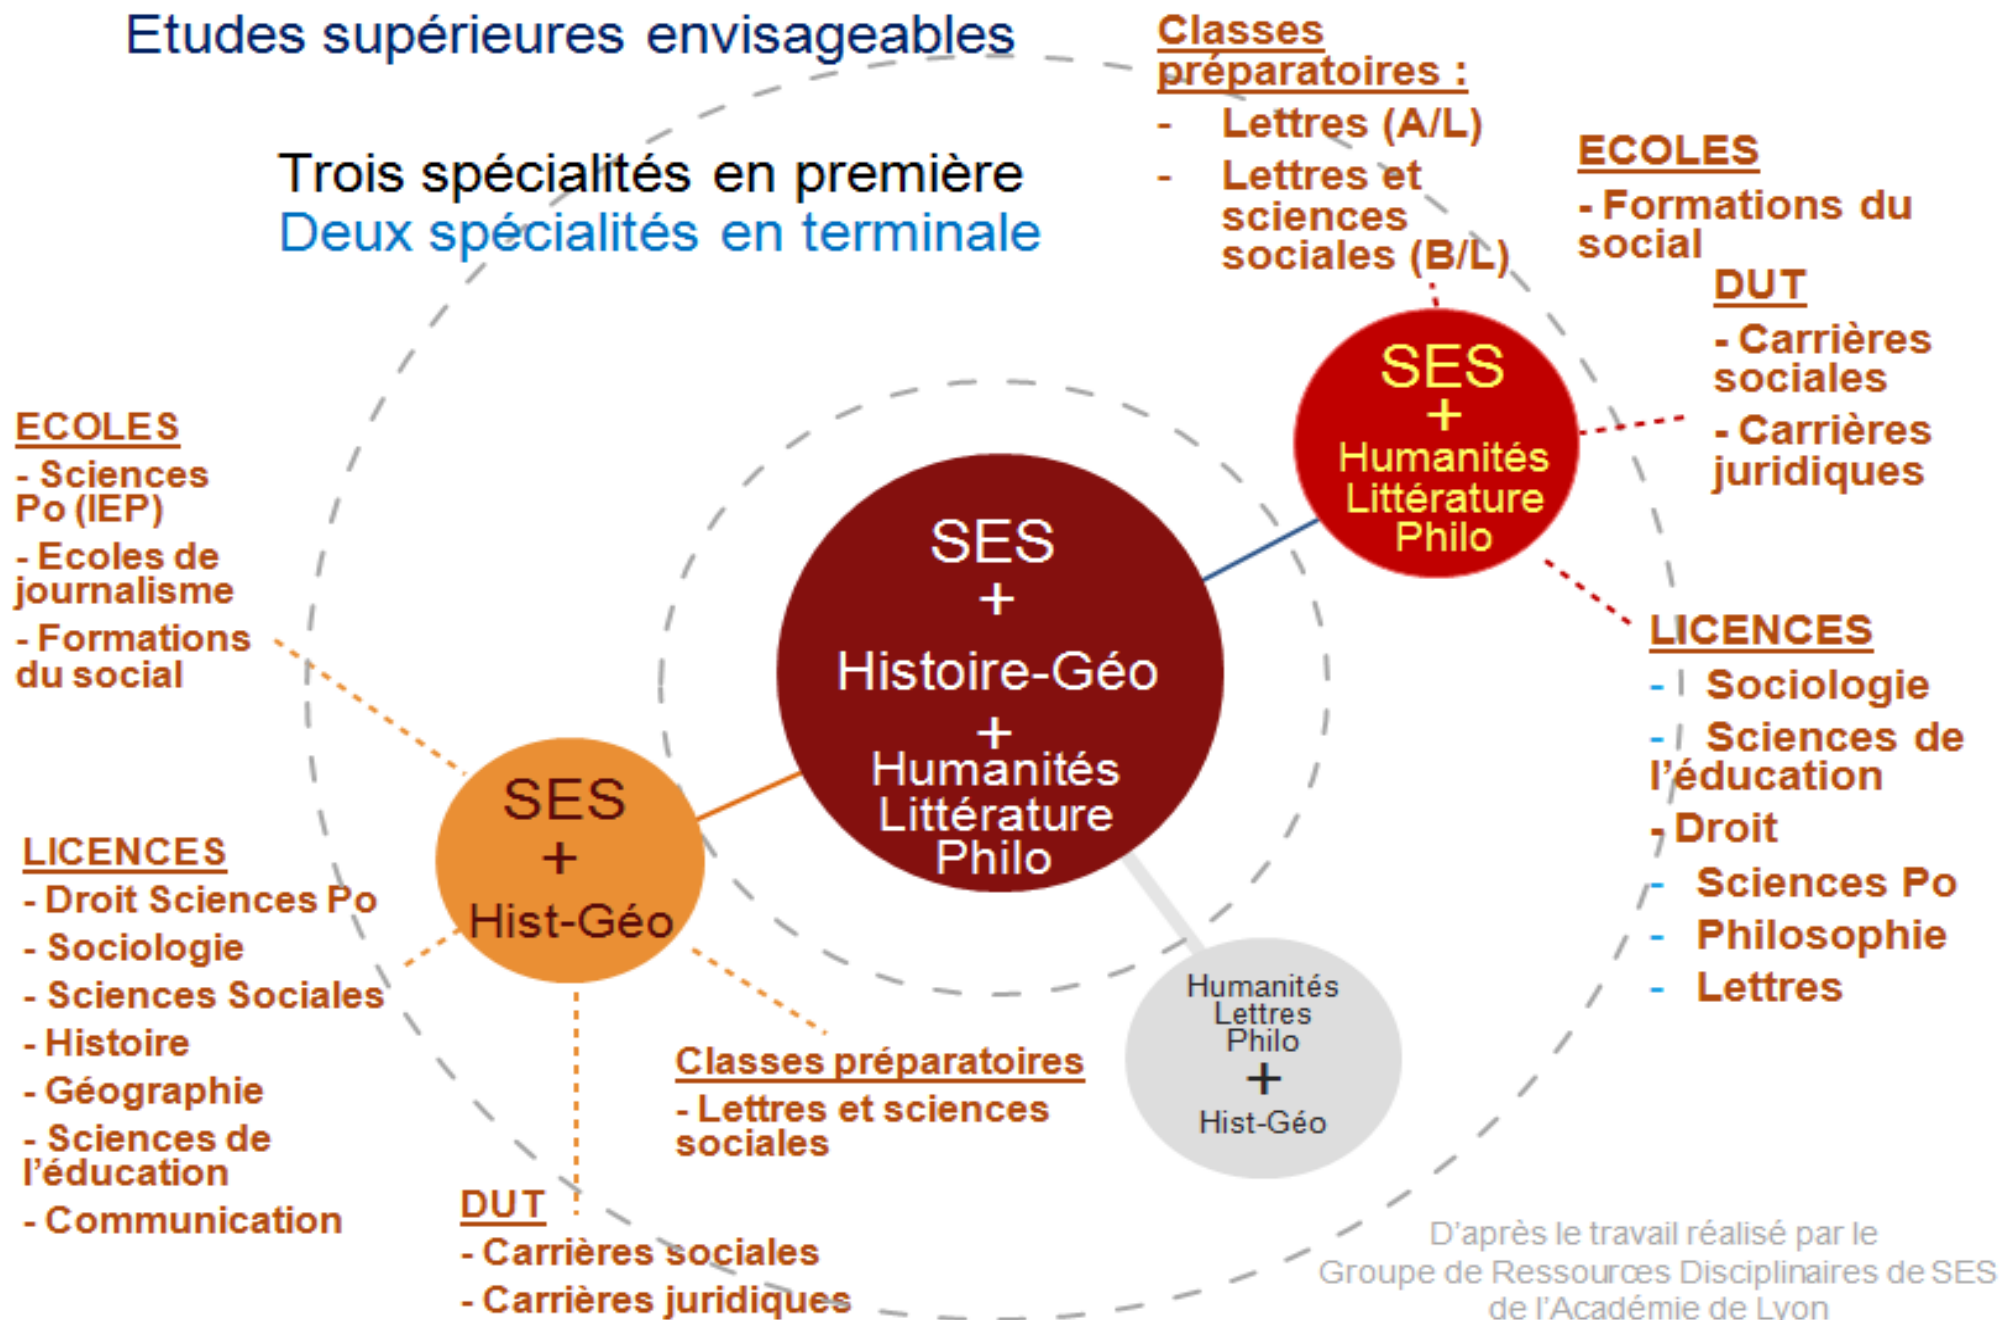 Etudes supérieures envisageables
Trois spécialités en première
Deux spécialités en terminale
Classes
préparatoires :
- Lettres (A/L)
- Lettres et
sciences
sociales (B/L)
ECOLES
- Formations du
social
DUT
- Carrières
sociales
- Carrières
juridiques
SES
+
Humanités
Littérature
Philo
LICENCES
- Sociologie
- Sciences de
l'éducation
- Droit
- Sciences Po
- Philosophie
- Lettres
SES
+
Histoire-Géo
+
Humanités
Littérature
Philo
ECOLES
- Sciences
Po (IEP)
- Ecoles de
journalisme
- Formations
du social
SES
+
Hist-Géo
LICENCES
- Droit Sciences Po
- Sociologie
- Sciences Sociales
- Histoire
- Géographie
- Sciences de
l'éducation
- Communication
DUT
- Carrières sociales
- Carrières juridiques
Classes préparatoires
- Lettres et sciences
sociales
Humanités
Lettres
Philo
+
Hist-Géo
D'après le travail réalisé par le
Groupe de Ressources Disciplinaires de SES
de l'Académie de Lyon